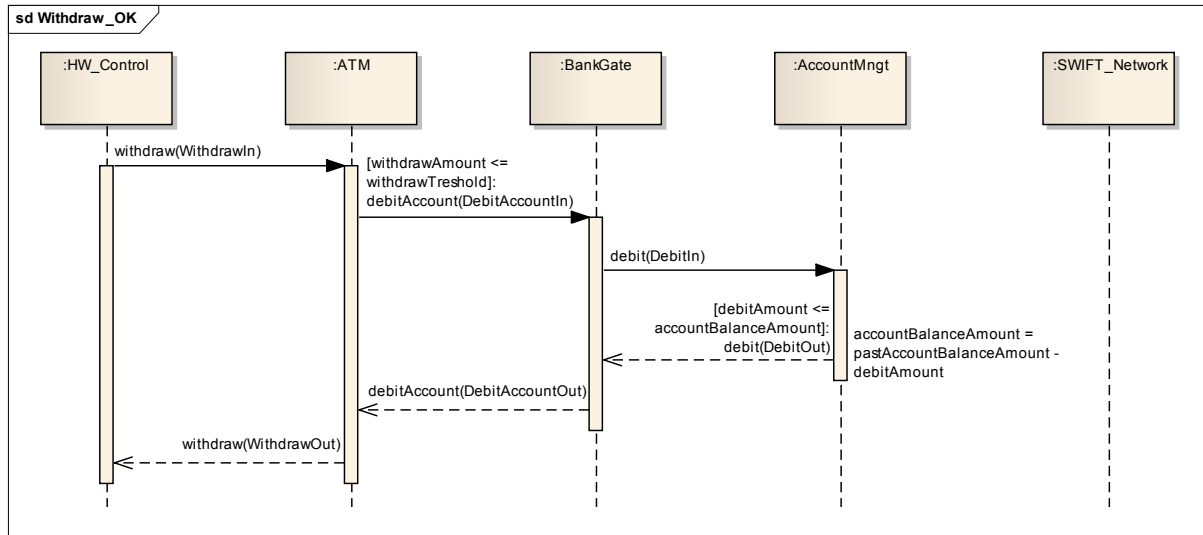 sd Withdraw_OK
:HW_Control
:ATM
:BankGate
:AccountMngt
:SWIFT_Network
withdraw(WithdrawIn)
[withdrawAmount <=
withdrawTreshold]:
debitAccount(DebitAccountIn)
debit(DebitIn)
[debitAmount <=
accountBalanceAmount]:
debit(DebitOut)
accountBalanceAmount =
pastAccountBalanceAmount -
debitAmount
debitAccount(DebitAccountOut)
withdraw(WithdrawOut)